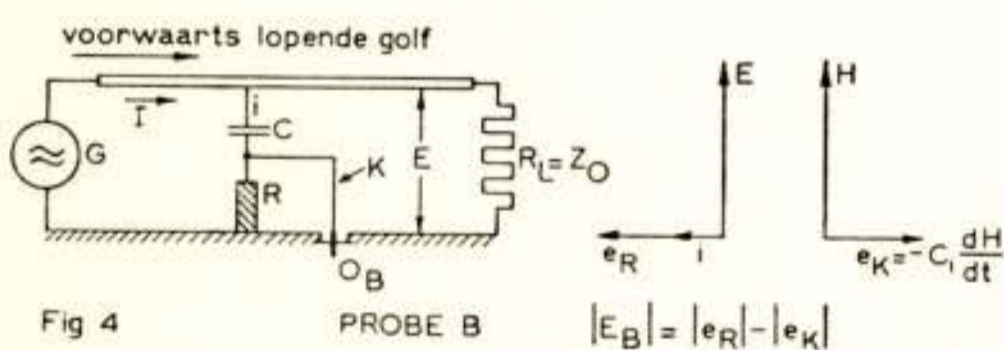 voorwaarts lopende golf
I
i
C
G
K
E
R
R_L = Z_O
O_B
Fig 4
PROBE B
E
H
e_R
i
e_K = -C_1 dH/dt
|E_B| = |e_R| - |e_K|